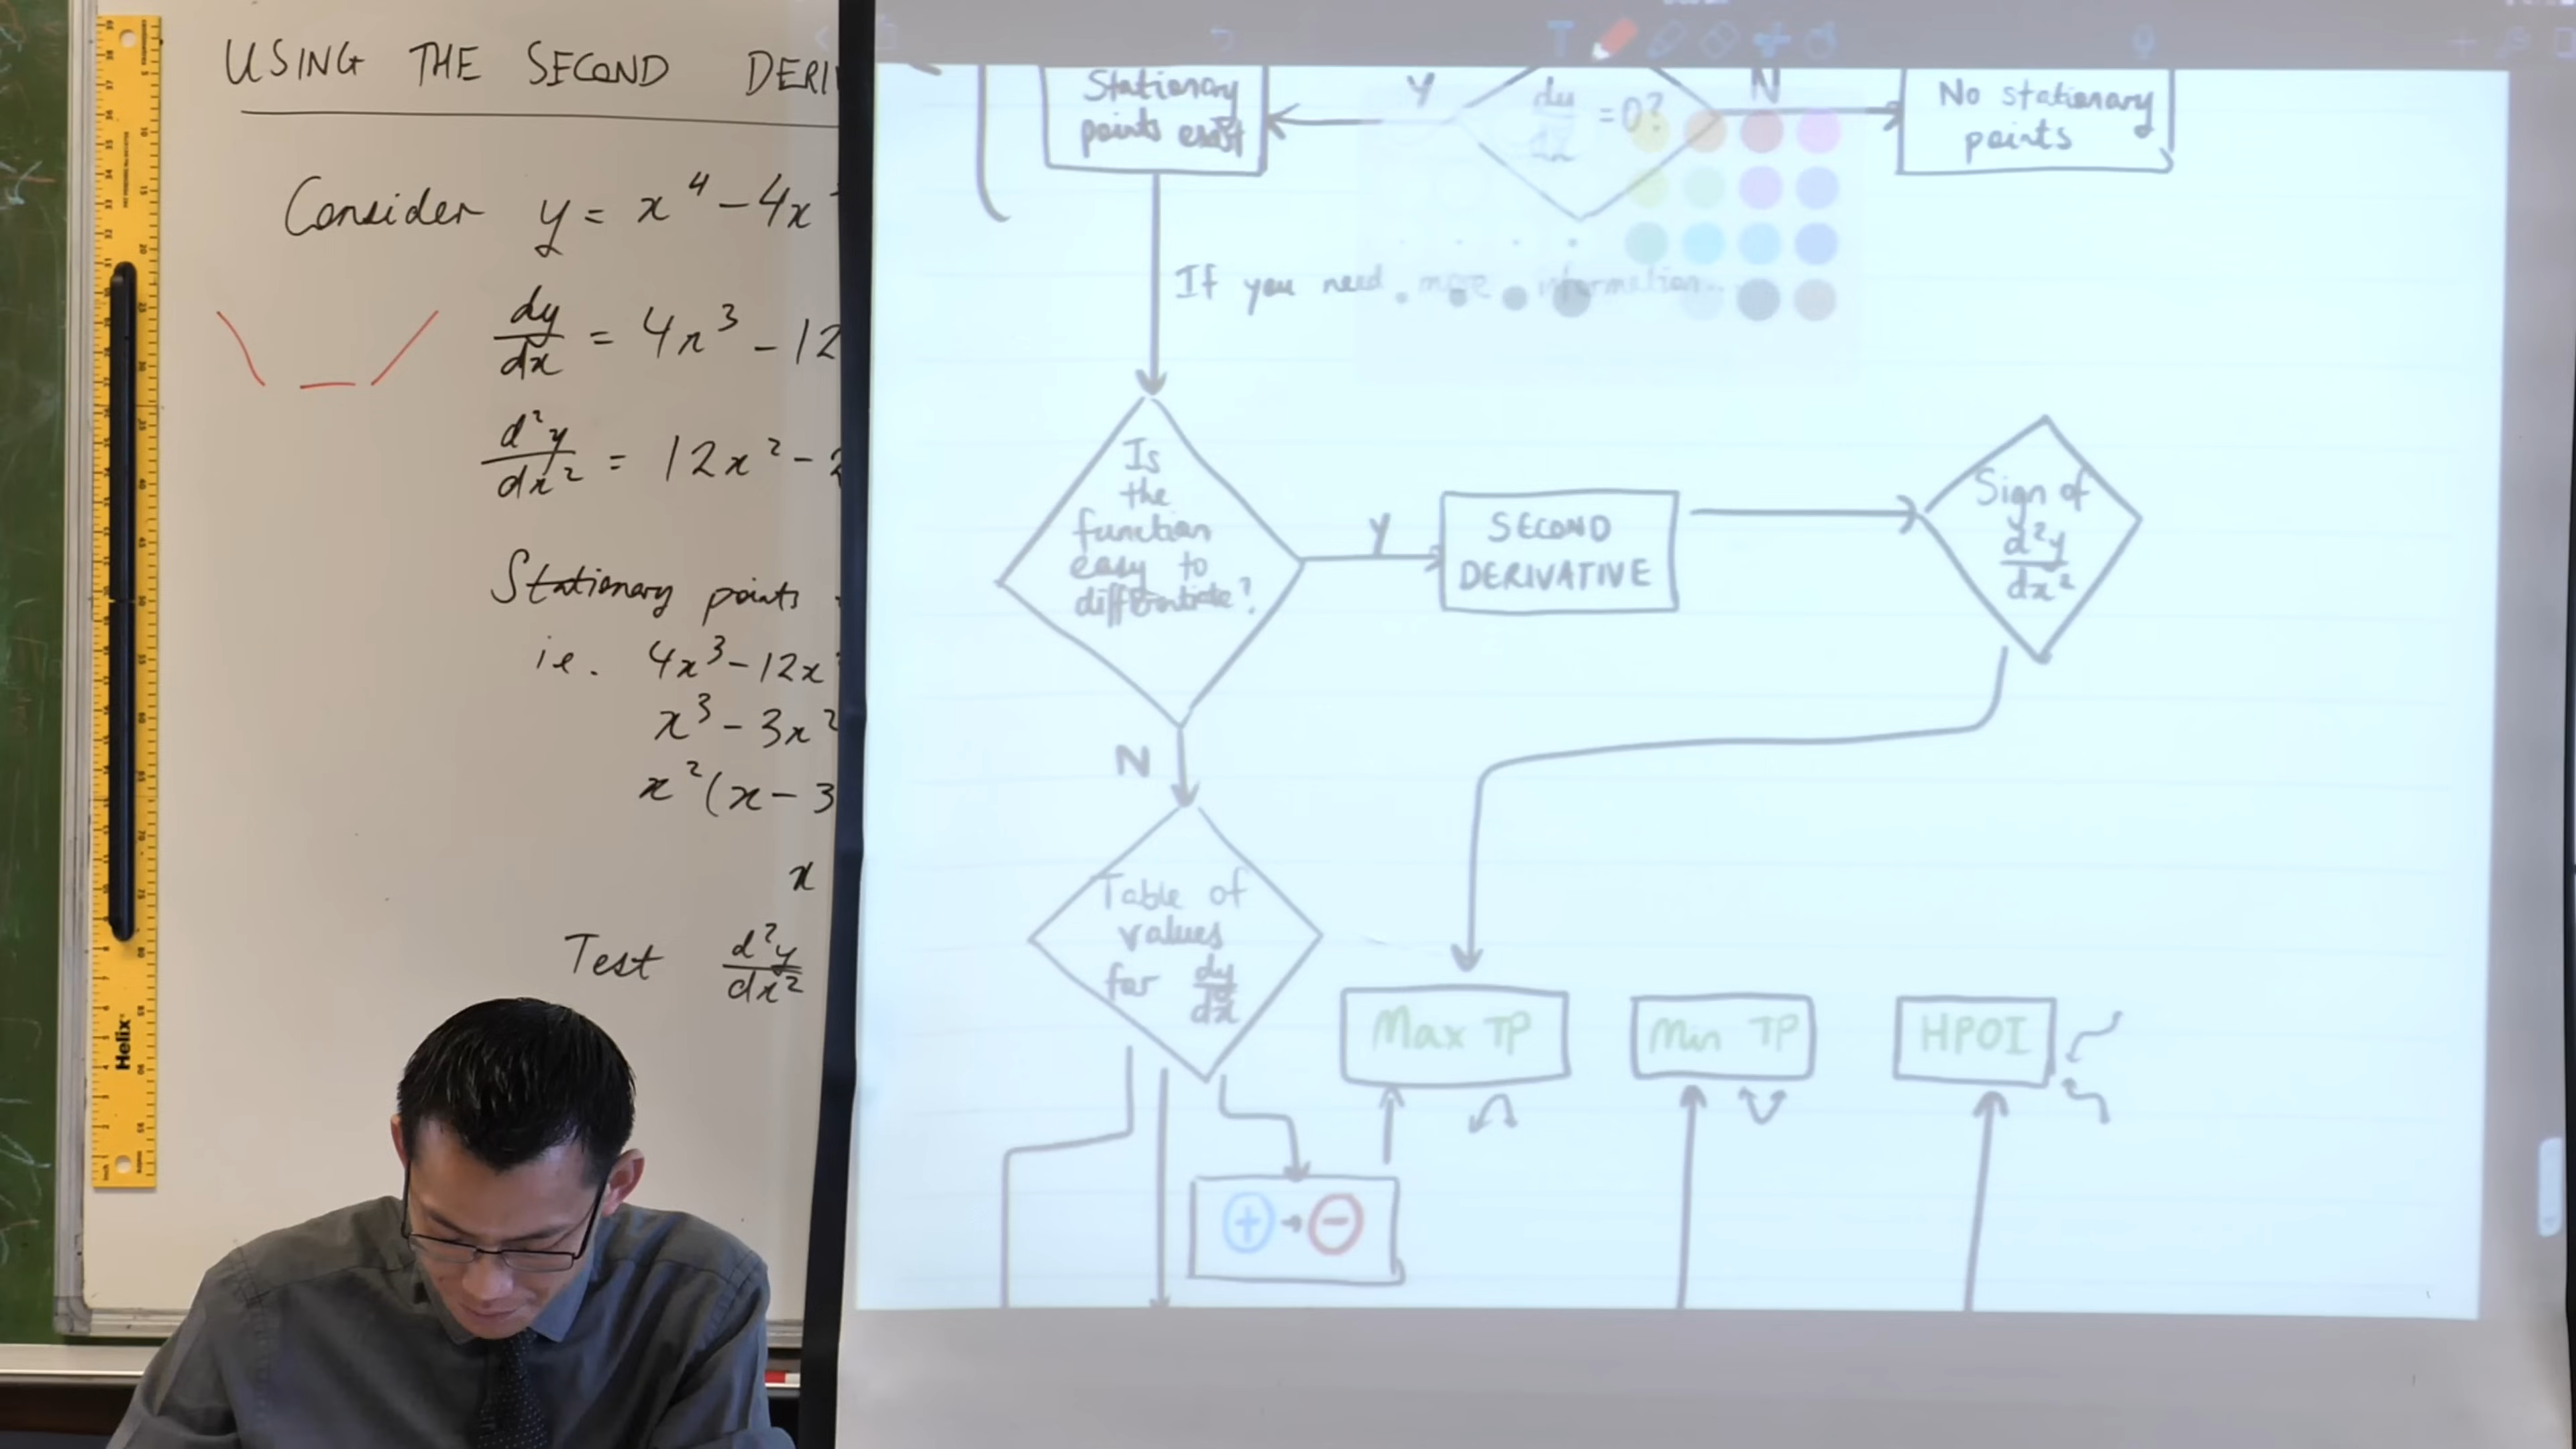 USING THE SECOND DERI
Consider y = x⁴ - 4x
dy/dx = 4x³ - 12
d²y/dx² = 12x² - 2
Stationary points
ie. 4x³ - 12x
x³ - 3x²
x²(x - 3
x
Test d²y/dx²
Helix
Stationary
points exist
Y
dy/dx = 0?
N
No stationary
points
If you need more information...
Is
the
function
easy to
differentiate?
Y
SECOND
DERIVATIVE
Sign of
d²y/dx²
N
Table of
values
for dy/dx
Max TP
Min TP
HPOI
+ → -